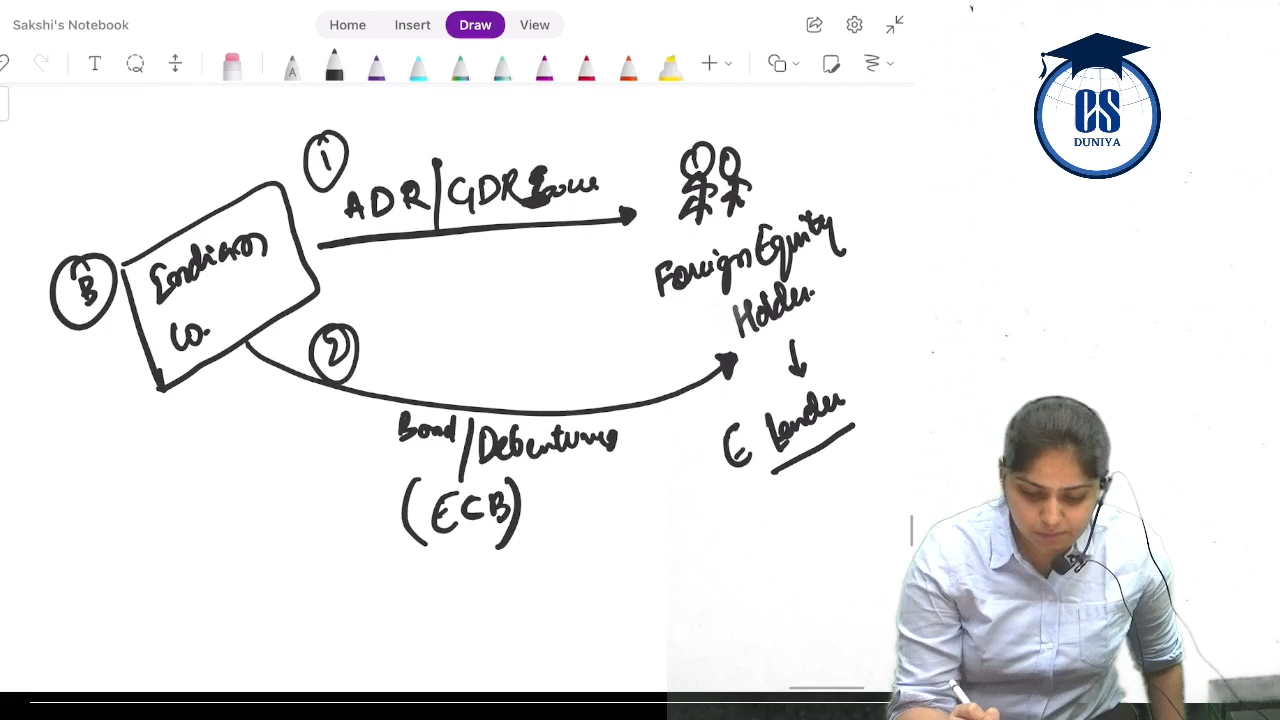 Sakshi's Notebook
Home Insert Draw View
T
A
CS
DUNIYA
1
ADR | GDR Issue
B
Indian
Co.
Foreign Equity
Holder.
2
Bond / Debentures
(ECB)
E Lender